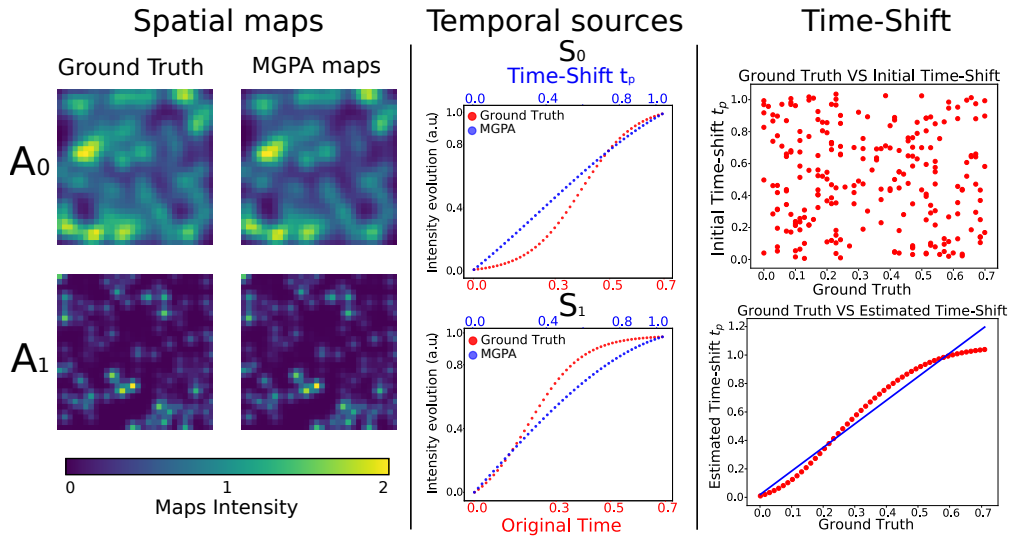 Spatial maps
Ground Truth
MGPA maps
A0
A1
0
1
2
Maps Intensity
Temporal sources
S0
Time-Shift tp
0.0
0.4
0.8
1.0
Ground Truth
MGPA
Intensity evolution (a.u)
1.0
0.8
0.4
0.0
0.0
0.3
0.5
0.7
S1
0.0
0.4
0.8
1.0
Ground Truth
MGPA
Intensity evolution (a.u)
1.0
0.8
0.4
0.0
0.3
0.5
0.7
Original Time
Time-Shift
Ground Truth VS Initial Time-Shift
Initial Time-shift tp
1.0
0.8
0.6
0.4
0.2
0.0
0.0
0.1
0.2
0.3
0.4
0.5
0.6
0.7
Ground Truth
Ground Truth VS Estimated Time-Shift
Estimated Time-shift tp
1.2
1.0
0.8
0.6
0.4
0.2
0.0
0.0
0.1
0.2
0.3
0.4
0.5
0.6
0.7
Ground Truth